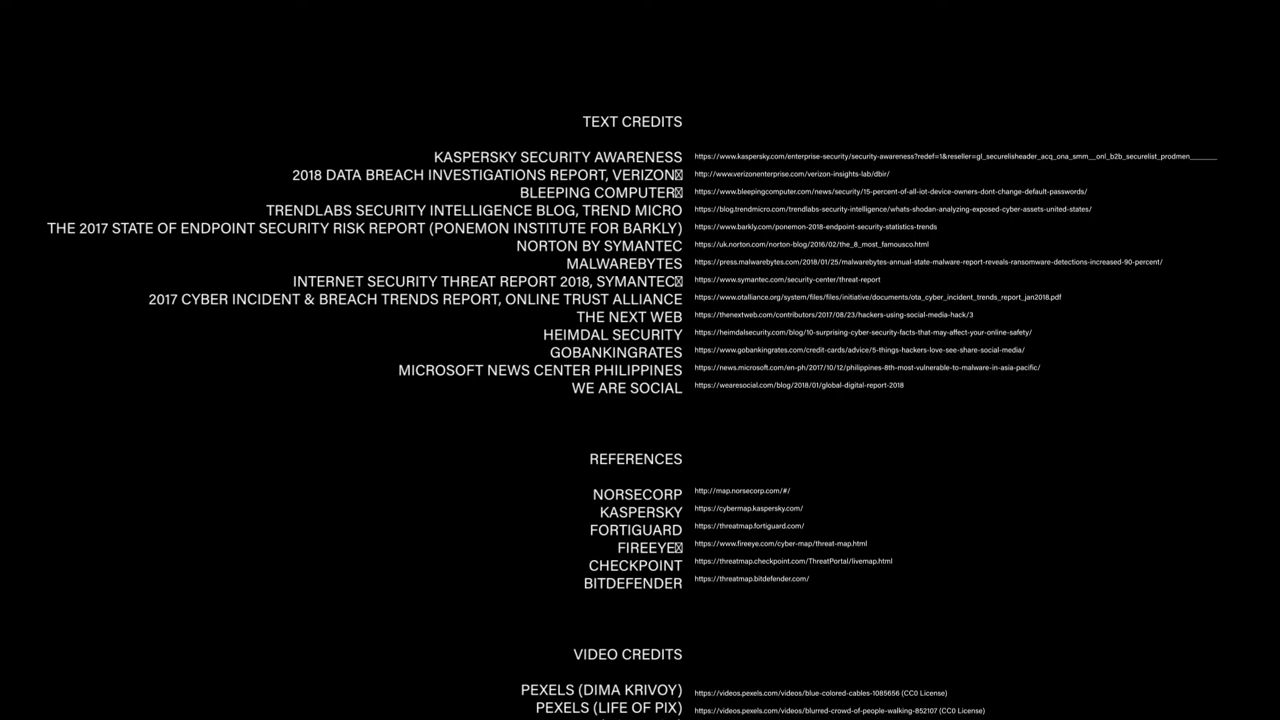 TEXT CREDITS
KASPERSKY SECURITY AWARENESS https://www.kaspersky.com/enterprise-security/security-awareness?redef=1&reseller=gl_securelisheader_acq_ona_smm__onl_b2b_securelist_prodmen_______
2018 DATA BREACH INVESTIGATIONS REPORT, VERIZON http://www.verizonenterprise.com/verizon-insights-lab/dbir/
BLEEPING COMPUTER https://www.bleepingcomputer.com/news/security/15-percent-of-all-iot-device-owners-dont-change-default-passwords/
TRENDLABS SECURITY INTELLIGENCE BLOG, TREND MICRO https://blog.trendmicro.com/trendlabs-security-intelligence/whats-shodan-analyzing-exposed-cyber-assets-united-states/
THE 2017 STATE OF ENDPOINT SECURITY RISK REPORT (PONEMON INSTITUTE FOR BARKLY) https://www.barkly.com/ponemon-2018-endpoint-security-statistics-trends
NORTON BY SYMANTEC https://uk.norton.com/norton-blog/2016/02/the_8_most_famousco.html
MALWAREBYTES https://press.malwarebytes.com/2018/01/25/malwarebytes-annual-state-malware-report-reveals-ransomware-detections-increased-90-percent/
INTERNET SECURITY THREAT REPORT 2018, SYMANTEC https://www.symantec.com/security-center/threat-report
2017 CYBER INCIDENT & BREACH TRENDS REPORT, ONLINE TRUST ALLIANCE https://www.otalliance.org/system/files/files/initiative/documents/ota_cyber_incident_trends_report_jan2018.pdf
THE NEXT WEB https://thenextweb.com/contributors/2017/08/23/hackers-using-social-media-hack/3
HEIMDAL SECURITY https://heimdalsecurity.com/blog/10-surprising-cyber-security-facts-that-may-affect-your-online-safety/
GOBANKINGRATES https://www.gobankingrates.com/credit-cards/advice/5-things-hackers-love-see-share-social-media/
MICROSOFT NEWS CENTER PHILIPPINES https://news.microsoft.com/en-ph/2017/10/12/philippines-8th-most-vulnerable-to-malware-in-asia-pacific/
WE ARE SOCIAL https://wearesocial.com/blog/2018/01/global-digital-report-2018
REFERENCES
NORSECORP http://map.norsecorp.com/#/
KASPERSKY https://cybermap.kaspersky.com/
FORTIGUARD https://threatmap.fortiguard.com/
FIREEYE https://www.fireeye.com/cyber-map/threat-map.html
CHECKPOINT https://threatmap.checkpoint.com/ThreatPortal/livemap.html
BITDEFENDER https://threatmap.bitdefender.com/
VIDEO CREDITS
PEXELS (DIMA KRIVOY) https://videos.pexels.com/videos/blue-colored-cables-1085656 (CC0 License)
PEXELS (LIFE OF PIX) https://videos.pexels.com/videos/blurred-crowd-of-people-walking-852107 (CC0 License)